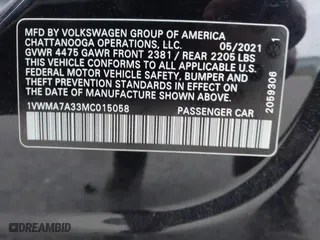 MFD BY VOLKSWAGEN GROUP OF AMERICA
CHATTANOOGA OPERATIONS, LLC. 05/2021
GVWR 4475 GAWR FRONT 2381 / REAR 2205 LBS
THIS VEHICLE CONFORMS TO
ALL APPLICABLE U.S. FEDERAL
MOTOR VEHICLE SAFETY, BUMPER AND
THEFT PREVENTION STANDARDS
IN EFFECT ON THE DATE OF
MANUFACTURE SHOWN ABOVE.
1VWMA7A33MC015058 PASSENGER CAR
2059306 1
DREAMBID